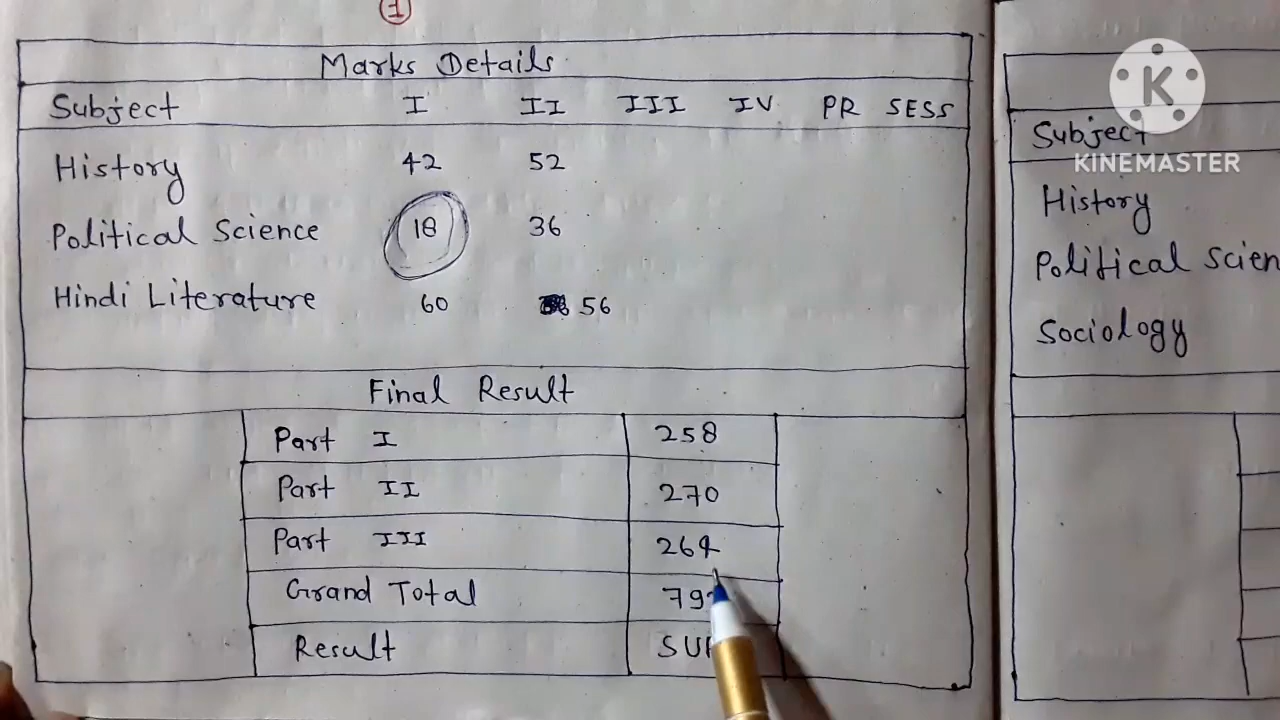 1
Marks Details
Subject I II III IV PR SESS
History 42 52
Political Science 18 36
Hindi Literature 60 56
Final Result
Part I 258
Part II 270
Part III 264
Grand Total
Result
K
KINEMASTER
Subject
History
Political
Sociology